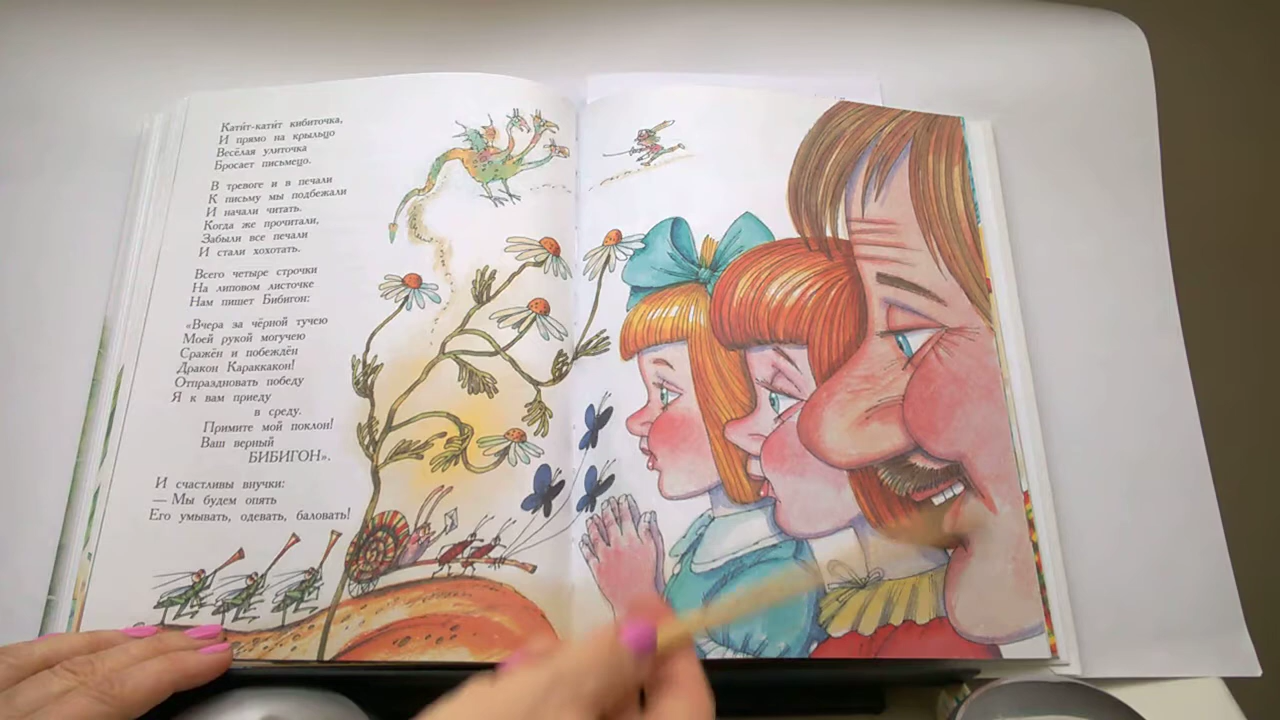 Кати́т-кати́т кибиточка,
И прямо на крыльцо
Весёлая улиточка
Бросает письмецо.
В тревоге и в печали
К письму мы подбежали
И начали читать.
Когда же прочитали,
Забыли все печали
И стали хохотать.
Всего четыре строчки
На липовом листочке
Нам пишет Бибигон:
«Вчера за чёрной тучею
Моей рукой могучею
Сражён и побеждён
Дракон Караккакон!
Отпраздновать победу
Я к вам приеду
в среду.
Примите мой поклон!
Ваш верный
БИБИГОН».
И счастливы внучки:
— Мы будем опять
Его умывать, одевать, баловать!